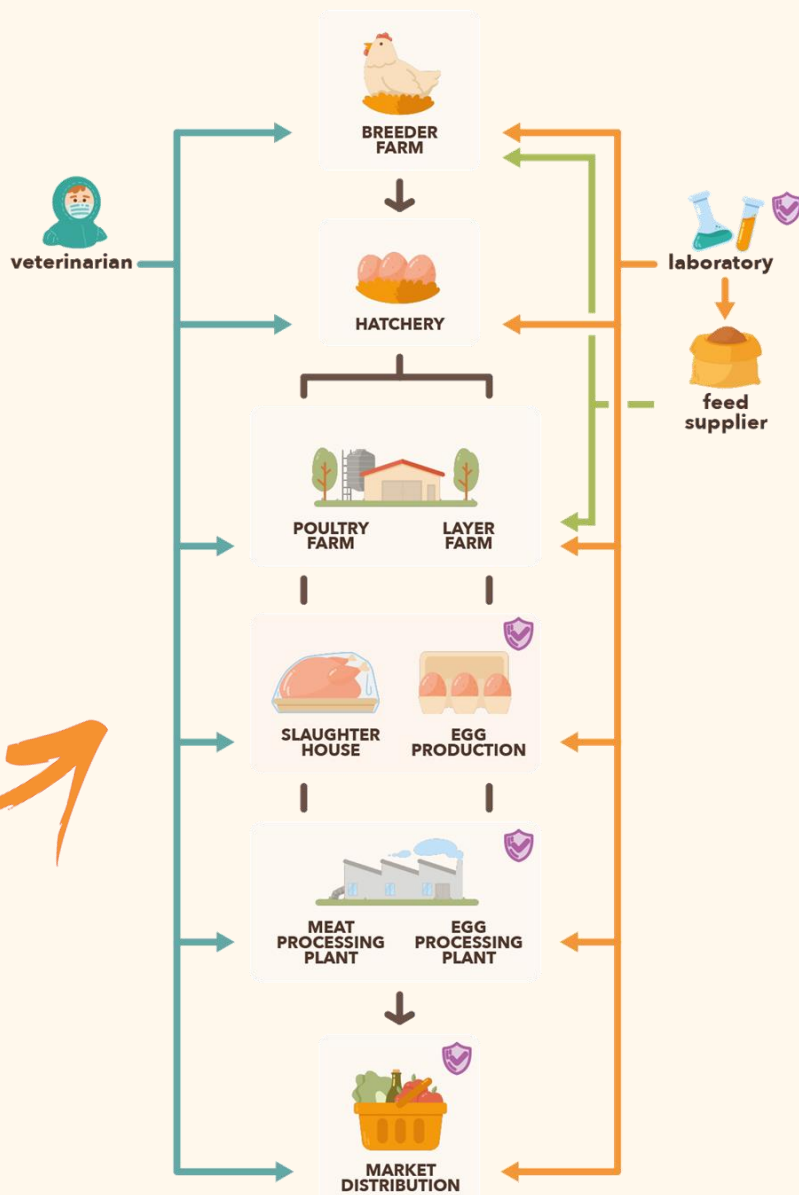 BREEDER
FARM
veterinarian
laboratory
HATCHERY
feed
supplier
POULTRY
FARM
LAYER
FARM
SLAUGHTER
HOUSE
EGG
PRODUCTION
MEAT
PROCESSING
PLANT
EGG
PROCESSING
PLANT
MARKET
DISTRIBUTION